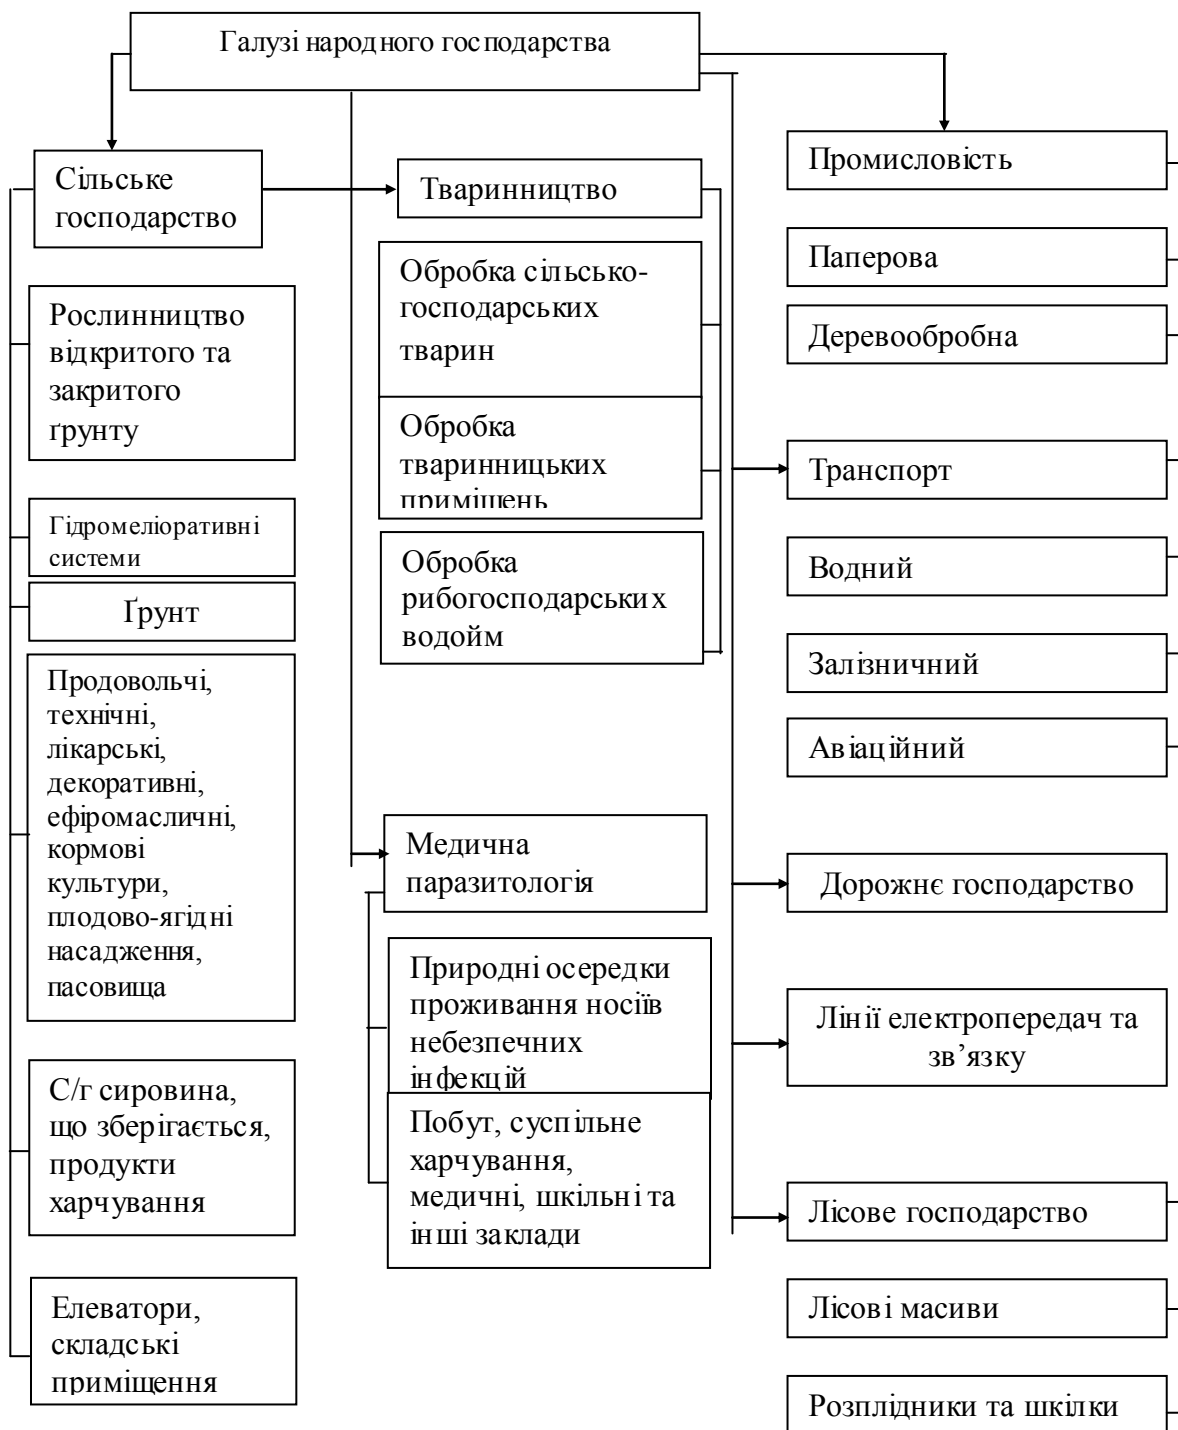 Галузі народного господарства
Сільське
господарство
Рослинництво
відкритого та
закритого
ґрунту
Гідромеліоративні
системи
Ґрунт
Продовольчі,
технічні,
лікарські,
декоративні,
ефіромасличні,
кормові
культури,
плодово-ягідні
насадження,
пасовища
С/г сировина,
що зберігається,
продукти
харчування
Елеватори,
складські
приміщення
Тваринництво
Обробка сільсько-
господарських
тварин
Обробка
тваринницьких
приміщень
Обробка
рибогосподарських
водойм
Медична
паразитологія
Природні осередки
проживання носіїв
небезпечних
інфекцій
Побут, суспільне
харчування,
медичні, шкільні та
інші заклади
Промисловість
Паперова
Деревообробна
Транспорт
Водний
Залізничний
Авіаційний
Дорожнє господарство
Лінії електропередач та
зв’язку
Лісове господарство
Лісові масиви
Розплідники та шкілки